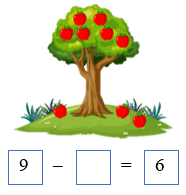 9 – = 6